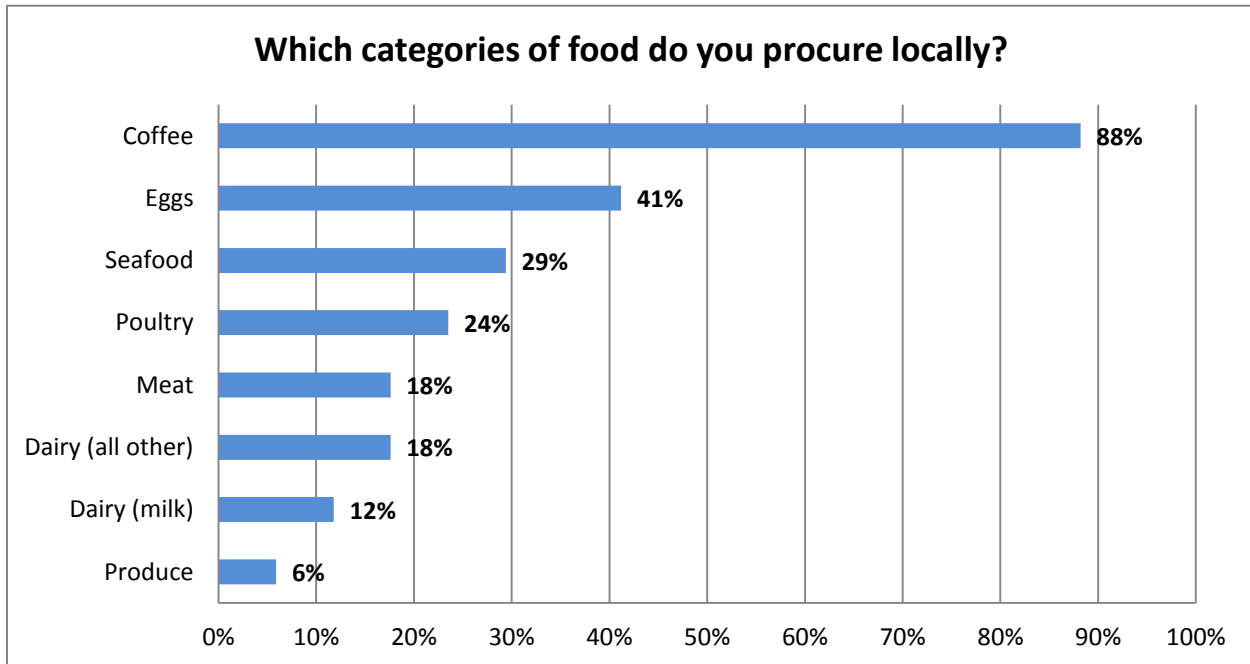 Which categories of food do you procure locally?
Coffee 88%
Eggs 41%
Seafood 29%
Poultry 24%
Meat 18%
Dairy (all other) 18%
Dairy (milk) 12%
Produce 6%
0% 10% 20% 30% 40% 50% 60% 70% 80% 90% 100%